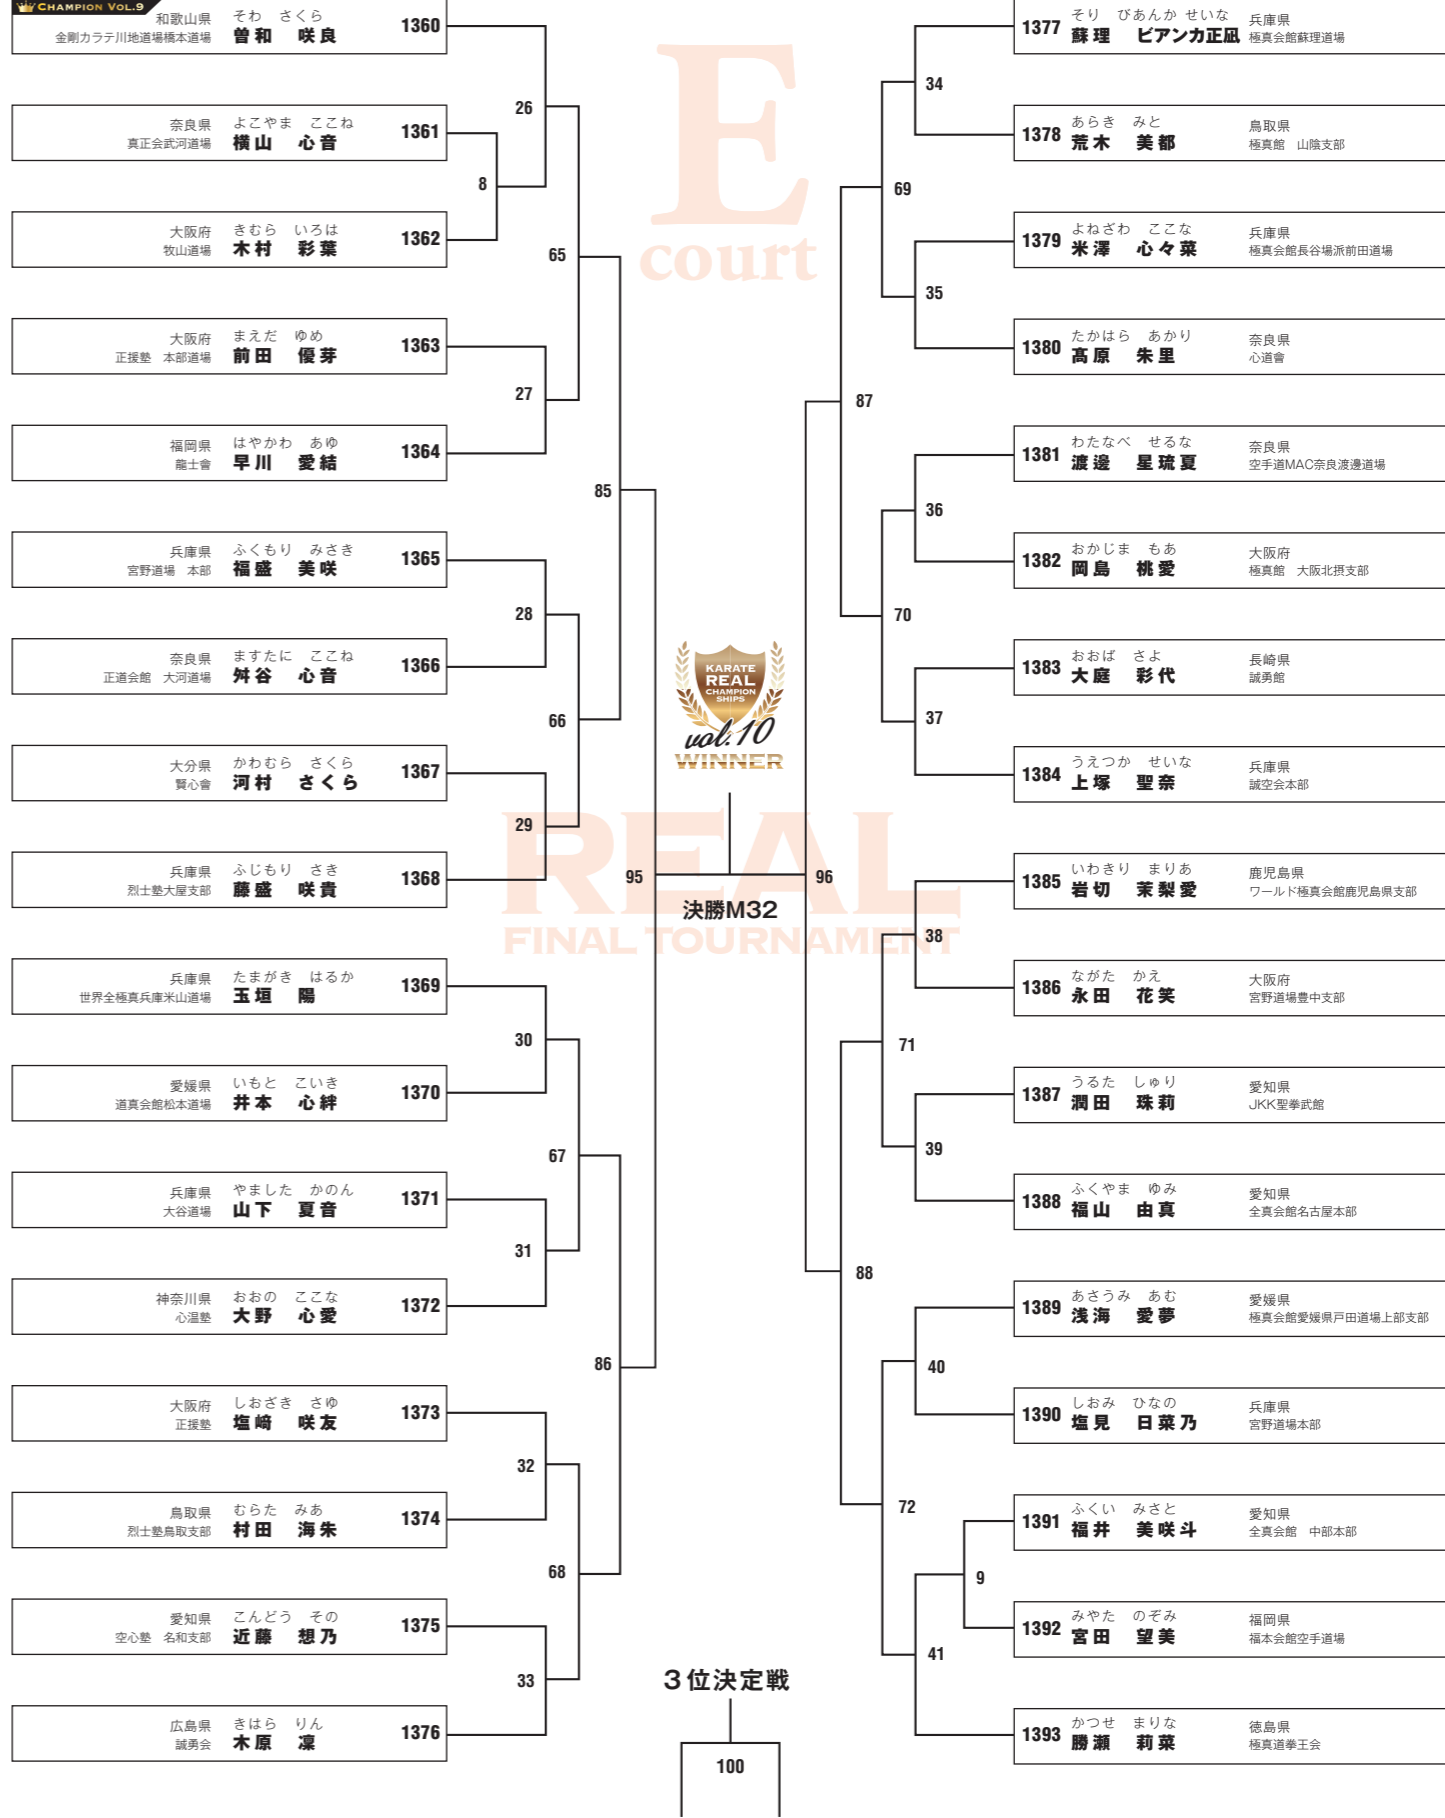 CHAMPION VOL.9
和歌山県 そわ さくら
金剛カラテ川地道場橋本道場 曽和 咲良 1360
奈良県 よこやま ここね
真正会武河道場 横山 心音 1361
大阪府 きむら いろは
牧山道場 木村 彩葉 1362
大阪府 まえだ ゆめ
正援塾 本部道場 前田 優芽 1363
福岡県 はやかわ あゆ
龍士會 早川 愛結 1364
兵庫県 ふくもり みさき
宮野道場 本部 福盛 美咲 1365
奈良県 ますたに ここね
正道会館 大河道場 舛谷 心音 1366
大分県 かわむら さくら
賢心會 河村 さくら 1367
兵庫県 ふじもり さき
烈士塾大屋支部 藤盛 咲貴 1368
兵庫県 たまがき はるか
世界全極真兵庫米山道場 玉垣 陽 1369
愛媛県 いもと こいき
道真会館松本道場 井本 心絆 1370
兵庫県 やました かのん
大谷道場 山下 夏音 1371
神奈川県 おおの ここな
心温塾 大野 心愛 1372
大阪府 しおざき さゆ
正援塾 塩﨑 咲友 1373
鳥取県 むらた みあ
烈士塾鳥取支部 村田 海朱 1374
愛知県 こんどう その
空心塾 名和支部 近藤 想乃 1375
広島県 きはら りん
誠勇会 木原 凜 1376
8
26
27
28
29
30
31
32
33
65
66
67
68
85
86
95
E
court
KARATE
REAL
CHAMPION
SHIPS
vol.10
WINNER
REAL
FINAL TOURNAMENT
決勝M32
3位決定戦
100
96
87
88
69
70
71
72
34
35
36
37
38
39
40
41
9
そり びあんか せいな 兵庫県
1377 蘇理 ビアンカ正凪 極真会館蘇理道場
あらき みと 鳥取県
1378 荒木 美都 極真館 山陰支部
よねざわ ここな 兵庫県
1379 米澤 心々菜 極真会館長谷場派前田道場
たかはら あかり 奈良県
1380 髙原 朱里 心道會
わたなべ せるな 奈良県
1381 渡邊 星琉夏 空手道MAC奈良渡邊道場
おかじま もあ 大阪府
1382 岡島 桃愛 極真館 大阪北摂支部
おおば さよ 長崎県
1383 大庭 彩代 誠勇館
うえつか せいな 兵庫県
1384 上塚 聖奈 誠空会本部
いわきり まりあ 鹿児島県
1385 岩切 茉梨愛 ワールド極真会館鹿児島県支部
ながた かえ 大阪府
1386 永田 花笑 宮野道場豊中支部
うるた しゅり 愛知県
1387 潤田 珠莉 JKK聖拳武館
ふくやま ゆみ 愛知県
1388 福山 由真 全真会館名古屋本部
あさうみ あむ 愛媛県
1389 浅海 愛夢 極真会館愛媛県戸田道場上部支部
しおみ ひなの 兵庫県
1390 塩見 日菜乃 宮野道場本部
ふくい みさと 愛知県
1391 福井 美咲斗 全真会館 中部本部
みやた のぞみ 福岡県
1392 宮田 望美 福本会館空手道場
かつせ まりな 徳島県
1393 勝瀬 莉菜 極真道拳王会